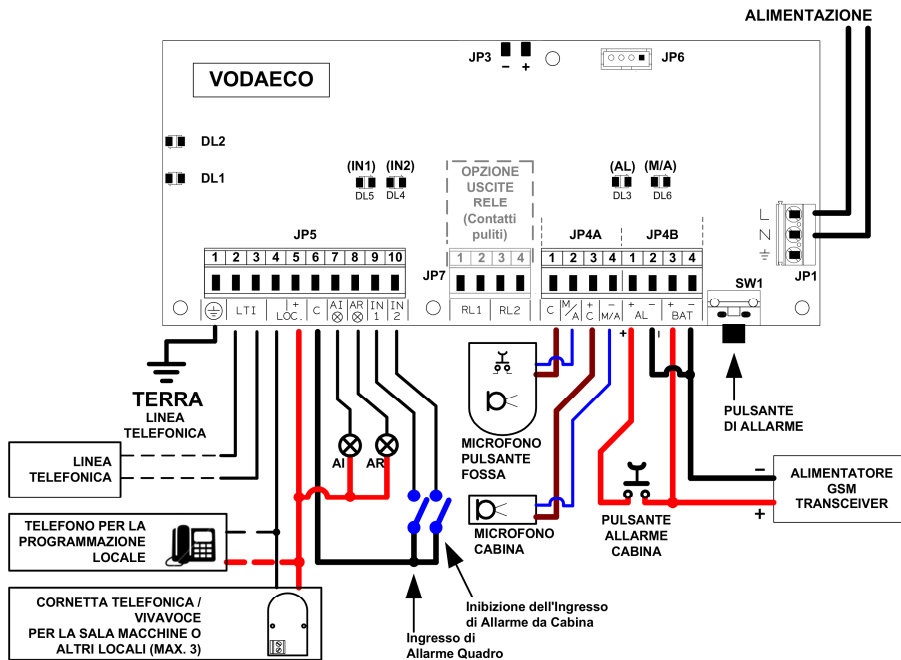 ALIMENTAZIONE
VODAECO
JP3
- +
JP6
DL2
DL1
(IN1) (IN2)
DL5 DL4
OPZIONE
USCITE
RELE
(Contatti
puliti)
(AL) (M/A)
DL3 DL6
L
N
JP1
JP5
1 2 3 4 5 6 7 8 9 10
JP7
1 2 3 4
JP4A
1 2 3 4
JP4B
1 2 3 4
SW1
LTI
+
LOC.
C
AI
AR
IN
1
IN
2
RL1 RL2
C
M/A
+
C
–
M/A
+ –
AL
+ -
BAT
+ –
TERRA
LINEA
TELEFONICA
LINEA
TELEFONICA
AI
AR
MICROFONO
PULSANTE
FOSSA
PULSANTE
DI ALLARME
–
+
ALIMENTATORE
GSM
TRANSCEIVER
TELEFONO PER LA
PROGRAMMAZIONE
LOCALE
MICROFONO
CABINA
PULSANTE
ALLARME
CABINA
CORNETTA TELEFONICA /
VIVAVOCE
PER LA SALA MACCHINE O
ALTRI LOCALI (MAX. 3)
Inibizione dell'Ingresso
di Allarme da Cabina
Ingresso di
Allarme Quadro